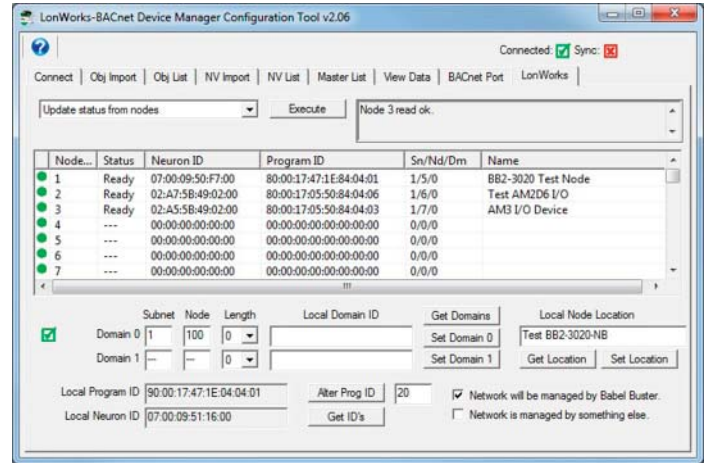 LonWorks-BACnet Device Manager Configuration Tool v2.06
Connected: Sync:
Connect Obj Import Obj List NV Import NV List Master List View Data BACnet Port LonWorks
Update status from nodes Execute Node 3 read ok.
Node... Status Neuron ID Program ID Sn/Nd/Dm Name
1 Ready 07:00:09:50:F7:00 80:00:17:47:1E:84:04:01 1/5/0 BB2-3020 Test Node
2 Ready 02:A7:5B:49:02:00 80:00:17:05:50:84:04:06 1/6/0 Test AM2D6 I/O
3 Ready 02:A5:5B:49:02:00 80:00:17:05:50:84:04:03 1/7/0 AM3 I/O Device
4 --- 00:00:00:00:00:00 00:00:00:00:00:00:00:00 0/0/0
5 --- 00:00:00:00:00:00 00:00:00:00:00:00:00:00 0/0/0
6 --- 00:00:00:00:00:00 00:00:00:00:00:00:00:00 0/0/0
7 --- 00:00:00:00:00:00 00:00:00:00:00:00:00:00 0/0/0
Subnet Node Length Local Domain ID Get Domains Local Node Location
Domain 0 1 100 0 Set Domain 0 Test BB2-3020-NB
Domain 1 --- --- 0 Set Domain 1 Get Location Set Location
Local Program ID 90:00:17:47:1E:04:04:01 Alter Prog ID 20 Network will be managed by Babel Buster.
Local Neuron ID 07:00:09:51:16:00 Get ID's Network is managed by something else.